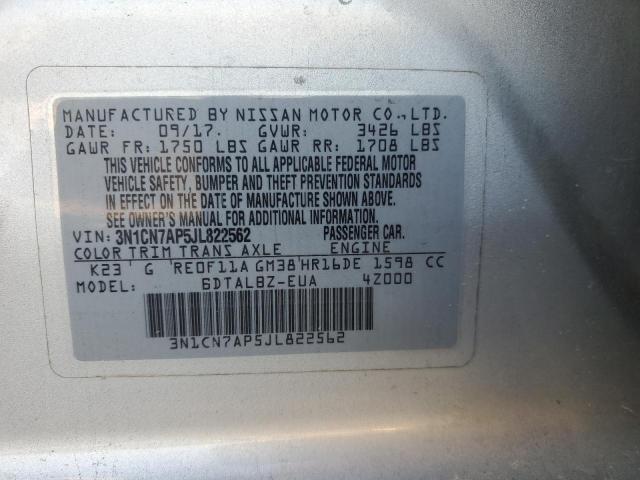 MANUFACTURED BY NISSAN MOTOR CO., LTD.
DATE: 09/17. GVWR: 3426 LBS
GAWR FR: 1750 LBS GAWR RR: 1708 LBS
THIS VEHICLE CONFORMS TO ALL APPLICABLE FEDERAL MOTOR
VEHICLE SAFETY, BUMPER AND THEFT PREVENTION STANDARDS
IN EFFECT ON THE DATE OF MANUFACTURE SHOWN ABOVE.
SEE OWNER'S MANUAL FOR ADDITIONAL INFORMATION.
VIN: 3N1CN7AP5JL822562 PASSENGER CAR.
COLOR TRIM TRANS AXLE ENGINE
K23 G RE0F11A GM38 HR16DE 1598 CC
MODEL: 6DTALBZ-EUA 4Z000
3N1CN7AP5JL822562